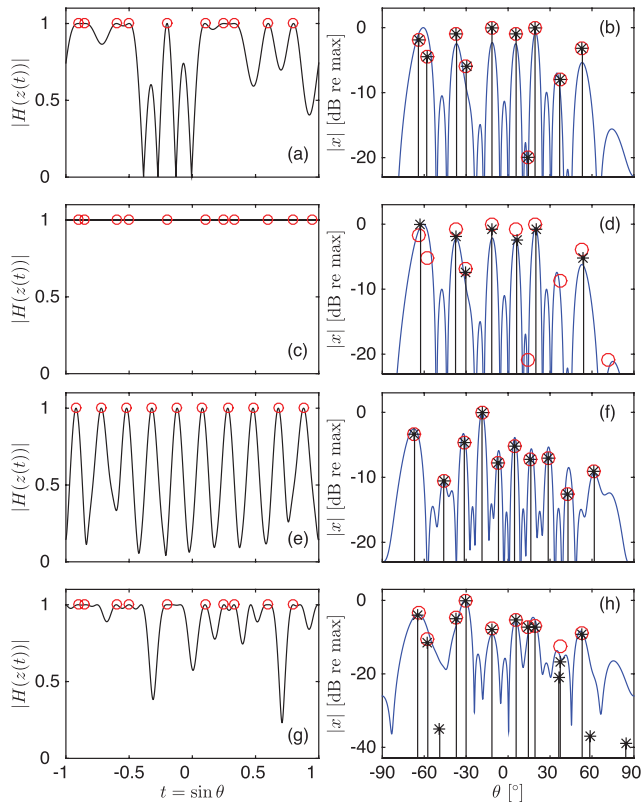 |H(z(t))|
1
0.5
0
(a)
|x| [dB re max]
0
-10
-20
(b)
|H(z(t))|
1
0.5
0
(c)
|x| [dB re max]
0
-10
-20
(d)
|H(z(t))|
1
0.5
0
(e)
|x| [dB re max]
0
-10
-20
(f)
|H(z(t))|
1
0.5
0
(g)
-1 -0.5 0 0.5 1
t = sin θ
|x| [dB re max]
0
-20
-40
(h)
-90 -60 -30 0 30 60 90
θ [°]